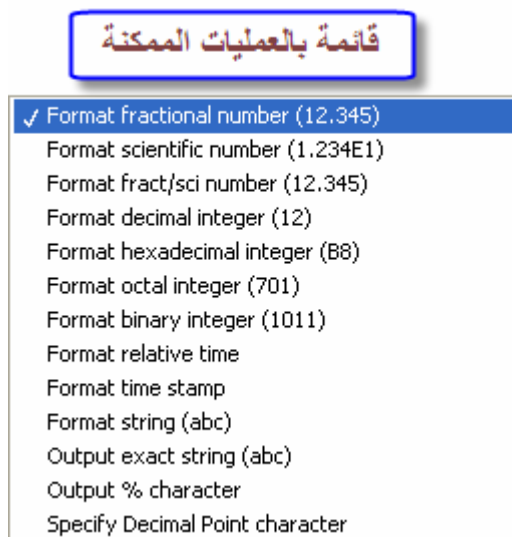 قائمة بالعمليات الممكنة
✓ Format fractional number (12.345)
Format scientific number (1.234E1)
Format fract/sci number (12.345)
Format decimal integer (12)
Format hexadecimal integer (B8)
Format octal integer (701)
Format binary integer (1011)
Format relative time
Format time stamp
Format string (abc)
Output exact string (abc)
Output % character
Specify Decimal Point character